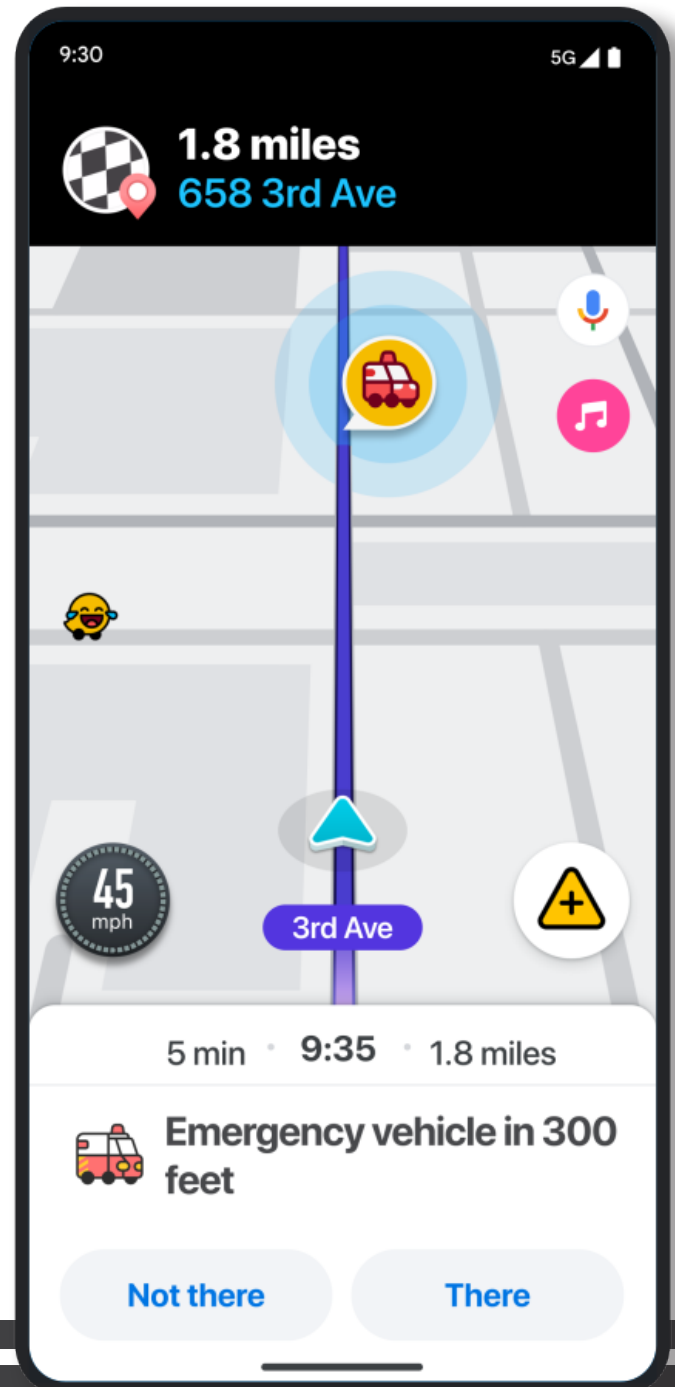 9:30
5G
1.8 miles
658 3rd Ave
45
mph
3rd Ave
5 min · 9:35 · 1.8 miles
Emergency vehicle in 300
feet
Not there
There